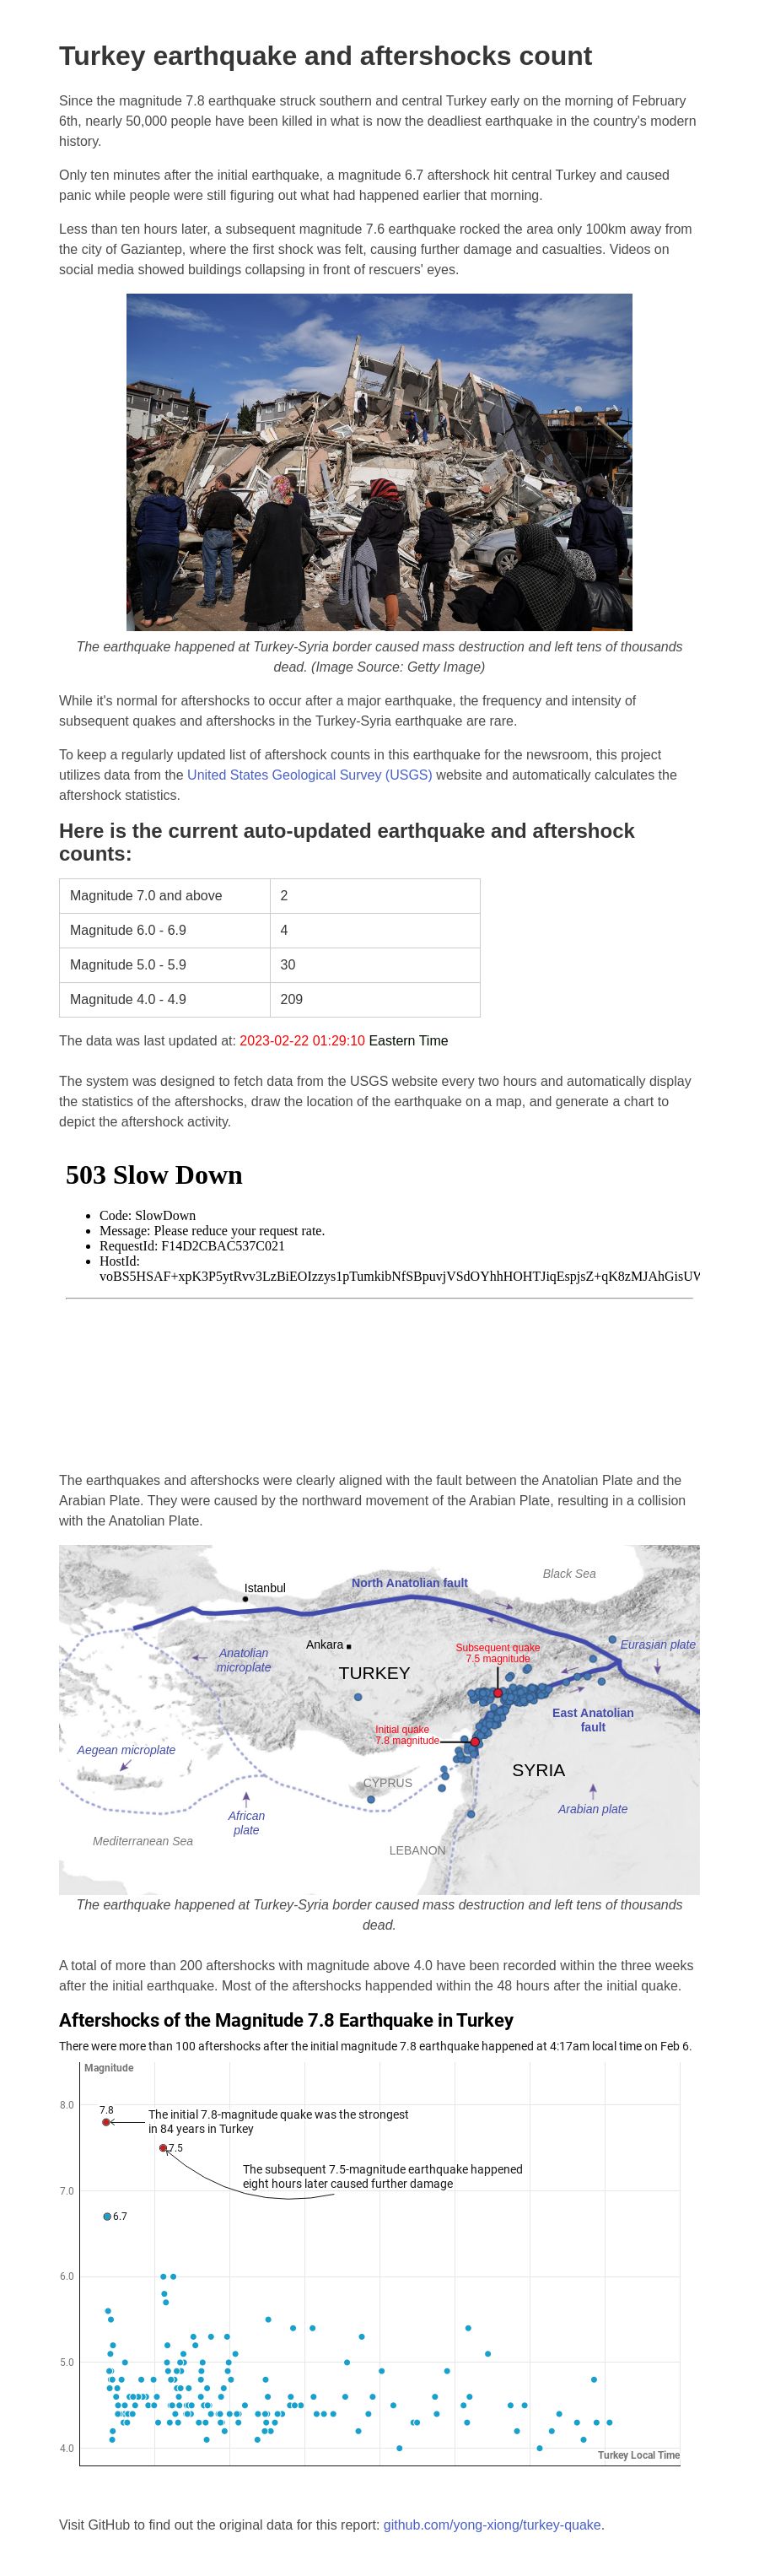 Turkey earthquake and aftershocks count
Since the magnitude 7.8 earthquake struck southern and central Turkey early on the morning of February
6th, nearly 50,000 people have been killed in what is now the deadliest earthquake in the country's modern
history.
Only ten minutes after the initial earthquake, a magnitude 6.7 aftershock hit central Turkey and caused
panic while people were still figuring out what had happened earlier that morning.
Less than ten hours later, a subsequent magnitude 7.6 earthquake rocked the area only 100km away from
the city of Gaziantep, where the first shock was felt, causing further damage and casualties. Videos on
social media showed buildings collapsing in front of rescuers' eyes.
The earthquake happened at Turkey-Syria border caused mass destruction and left tens of thousands
dead. (Image Source: Getty Image)
While it's normal for aftershocks to occur after a major earthquake, the frequency and intensity of
subsequent quakes and aftershocks in the Turkey-Syria earthquake are rare.
To keep a regularly updated list of aftershock counts in this earthquake for the newsroom, this project
utilizes data from the United States Geological Survey (USGS) website and automatically calculates the
aftershock statistics.
Here is the current auto-updated earthquake and aftershock
counts:
Magnitude 7.0 and above 2
Magnitude 6.0 - 6.9 4
Magnitude 5.0 - 5.9 30
Magnitude 4.0 - 4.9 209
The data was last updated at: 2023-02-22 01:29:10 Eastern Time
The system was designed to fetch data from the USGS website every two hours and automatically display
the statistics of the aftershocks, draw the location of the earthquake on a map, and generate a chart to
depict the aftershock activity.
503 Slow Down
Code: SlowDown
Message: Please reduce your request rate.
RequestId: F14D2CBAC537C021
HostId:
voBS5HSAF+xpK3P5ytRvv3LzBiEOIzzys1pTumkibNfSBpuvjVSdOYhhHOHTJiqEspjsZ+qK8zMJAhGisUW
The earthquakes and aftershocks were clearly aligned with the fault between the Anatolian Plate and the
Arabian Plate. They were caused by the northward movement of the Arabian Plate, resulting in a collision
with the Anatolian Plate.
Black Sea
North Anatolian fault
Istanbul
Ankara
Subsequent quake
7.5 magnitude
Eurasian plate
Anatolian
microplate
TURKEY
East Anatolian
fault
Initial quake
7.8 magnitude
Aegean microplate
SYRIA
CYPRUS
Arabian plate
African
plate
Mediterranean Sea
LEBANON
The earthquake happened at Turkey-Syria border caused mass destruction and left tens of thousands
dead.
A total of more than 200 aftershocks with magnitude above 4.0 have been recorded within the three weeks
after the initial earthquake. Most of the aftershocks happended within the 48 hours after the initial quake.
Aftershocks of the Magnitude 7.8 Earthquake in Turkey
There were more than 100 aftershocks after the initial magnitude 7.8 earthquake happened at 4:17am local time on Feb 6.
Magnitude
8.0
7.8
The initial 7.8-magnitude quake was the strongest
in 84 years in Turkey
7.5
The subsequent 7.5-magnitude earthquake happened
eight hours later caused further damage
7.0
6.7
6.0
5.0
4.0
Turkey Local Time
Visit GitHub to find out the original data for this report: github.com/yong-xiong/turkey-quake.